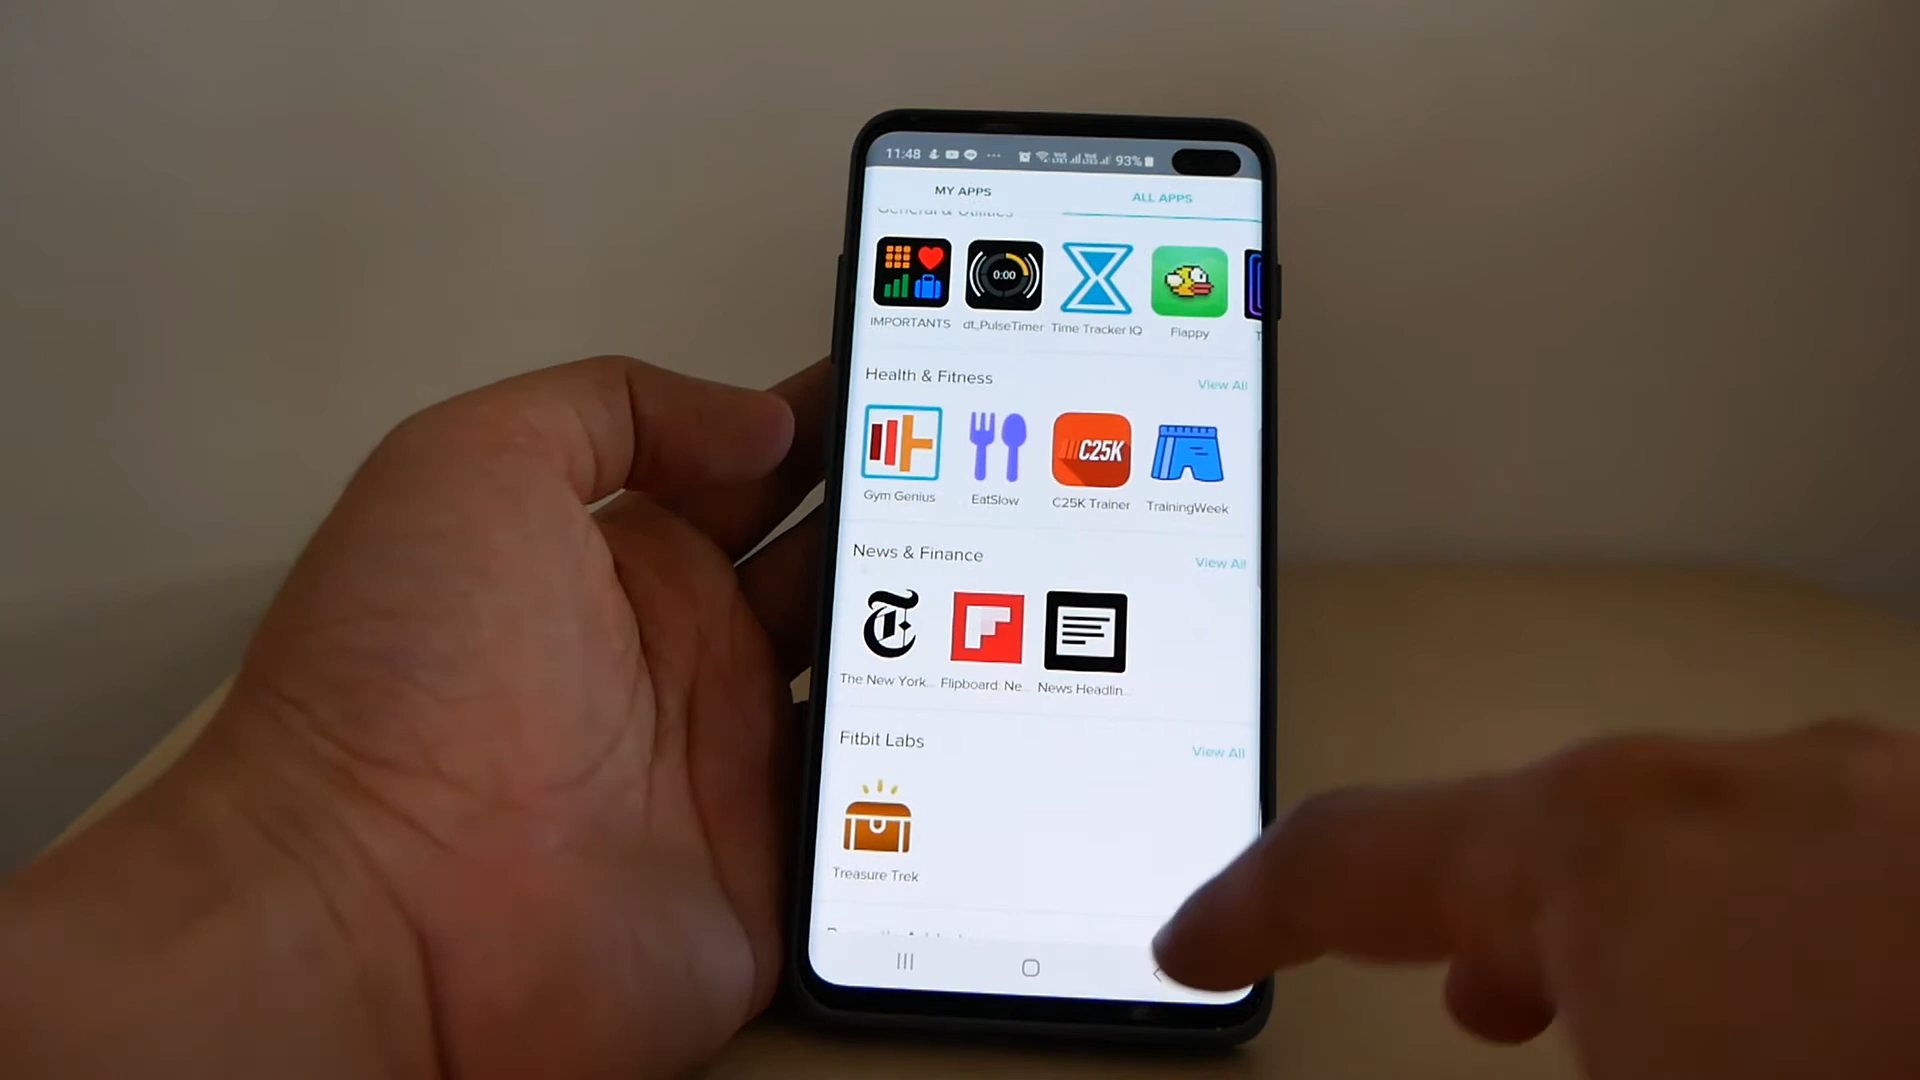 11:48 93%
MY APPS ALL APPS
General & Utilities
0:00
IMPORTANTS dt_PulseTimer Time Tracker IQ Flappy
Health & Fitness View All
C25K
Gym Genius EatSlow C25K Trainer TrainingWeek
News & Finance View All
The New York... Flipboard: Ne... News Headlin...
Fitbit Labs View All
Treasure Trek